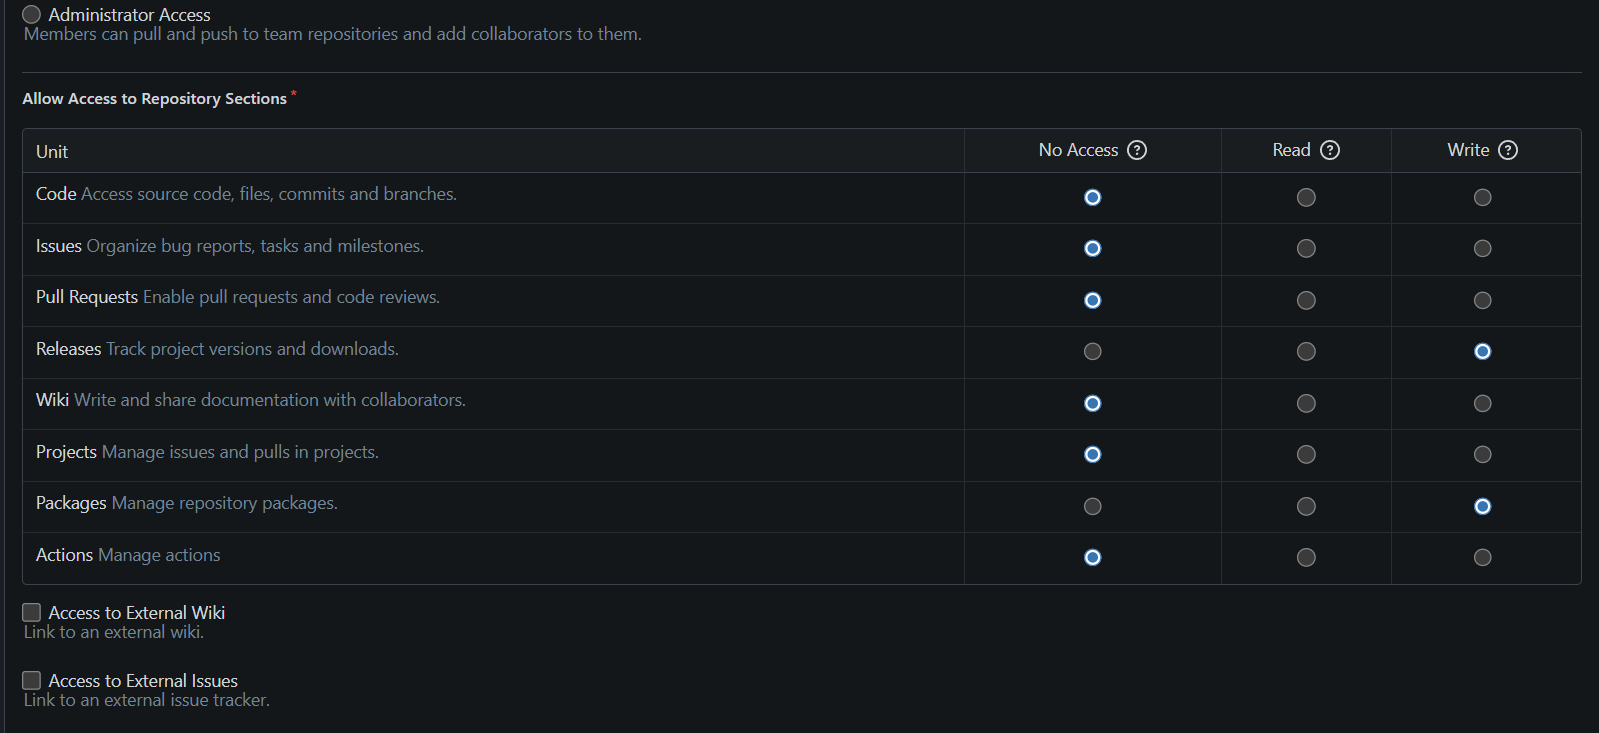 Administrator Access
Members can pull and push to team repositories and add collaborators to them.
Allow Access to Repository Sections*
Unit No Access ? Read ? Write ?
Code Access source code, files, commits and branches.
Issues Organize bug reports, tasks and milestones.
Pull Requests Enable pull requests and code reviews.
Releases Track project versions and downloads.
Wiki Write and share documentation with collaborators.
Projects Manage issues and pulls in projects.
Packages Manage repository packages.
Actions Manage actions
Access to External Wiki
Link to an external wiki.
Access to External Issues
Link to an external issue tracker.